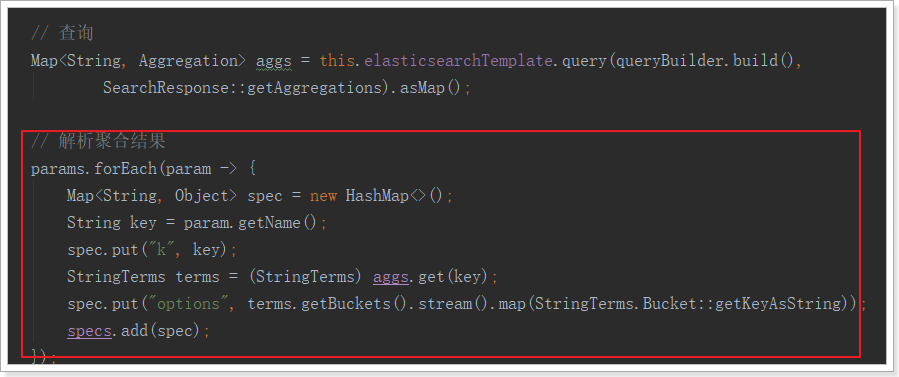 // 查询
Map<String, Aggregation> aggs = this.elasticsearchTemplate.query(queryBuilder.build(),
SearchResponse::getAggregations).asMap();
// 解析聚合结果
params.forEach(param -> {
Map<String, Object> spec = new HashMap<>();
String key = param.getName();
spec.put("k", key);
StringTerms terms = (StringTerms) aggs.get(key);
spec.put("options", terms.getBuckets().stream().map(StringTerms.Bucket::getKeyAsString));
specs.add(spec);
});